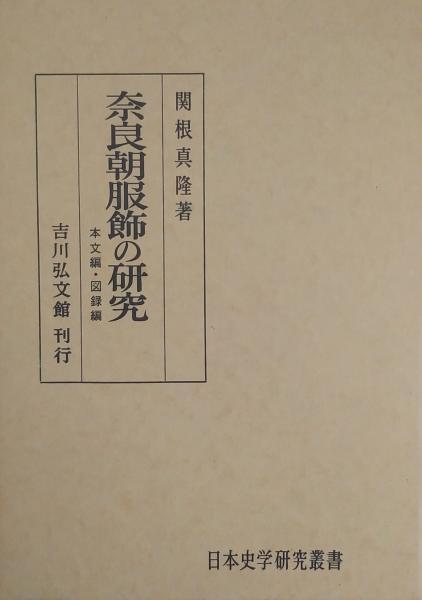 関根真隆著
奈良朝服飾の研究
本文編・図録編
吉川弘文館 刊行
日本史学研究叢書